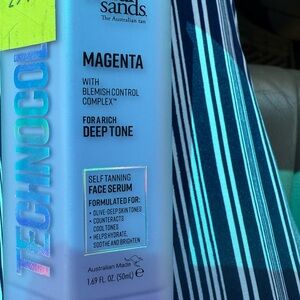 sands
The Australian tan
MAGENTA
WITH
BLEMISH CONTROL
COMPLEX™
FOR A RICH
DEEP TONE
TECHNOCOL
SELF TANNING
FACE SERUM
FORMULATED FOR:
• OLIVE-DEEP SKIN TONES
• COUNTERACTS
COOL TONES
• HELPS HYDRATE,
SOOTHE AND BRIGHTEN
Australian Made
1.69 FL. OZ. (50mL) e